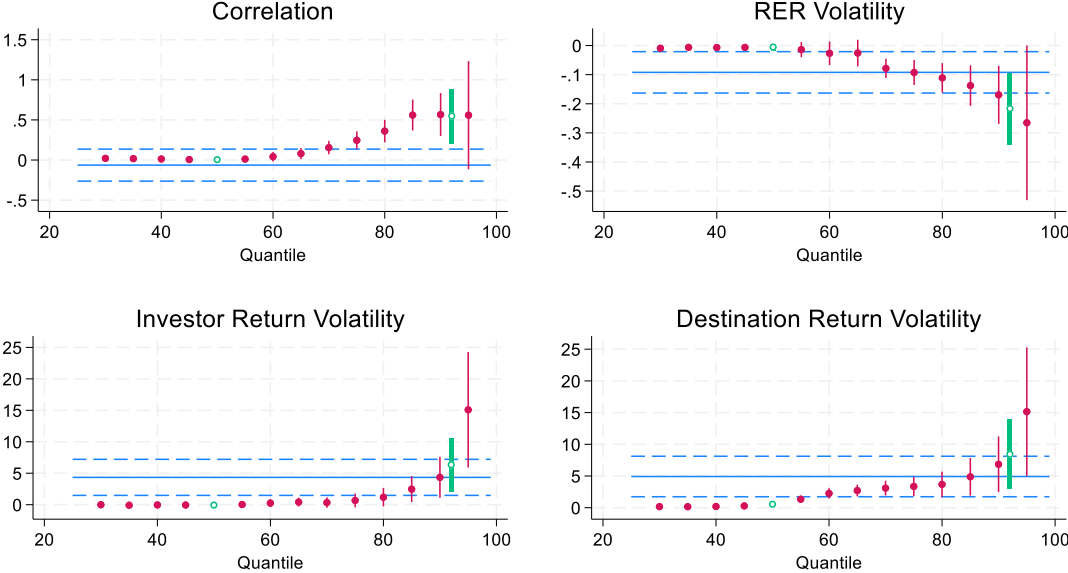 Correlation
1.5
1
.5
0
-.5
20 40 60 80 100
Quantile
RER Volatility
0
-.1
-.2
-.3
-.4
-.5
20 40 60 80 100
Quantile
Investor Return Volatility
25
20
15
10
5
0
20 40 60 80 100
Quantile
Destination Return Volatility
25
20
15
10
5
0
20 40 60 80 100
Quantile